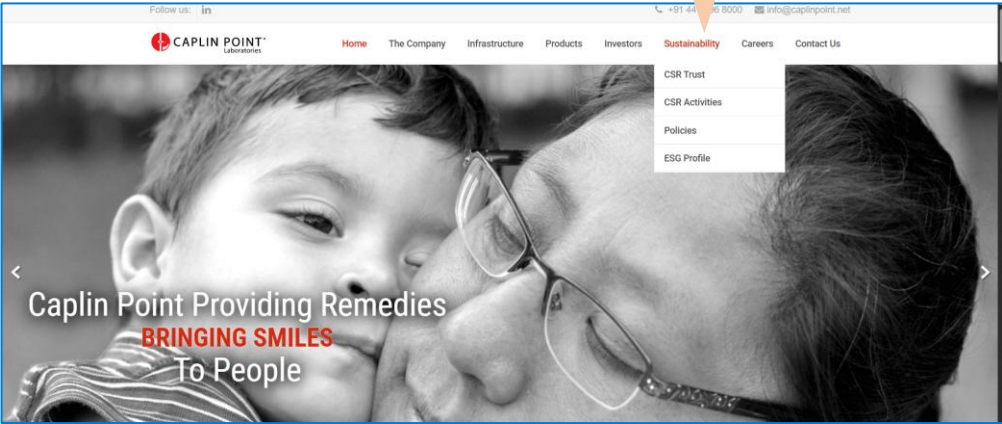 Follow us: in
+91 44 8000 info@caplinpoint.net
CAPLIN POINT
Laboratories
Home The Company Infrastructure Products Investors Sustainability Careers Contact Us
CSR Trust
CSR Activities
Policies
ESG Profile
Caplin Point Providing Remedies
BRINGING SMILES
To People